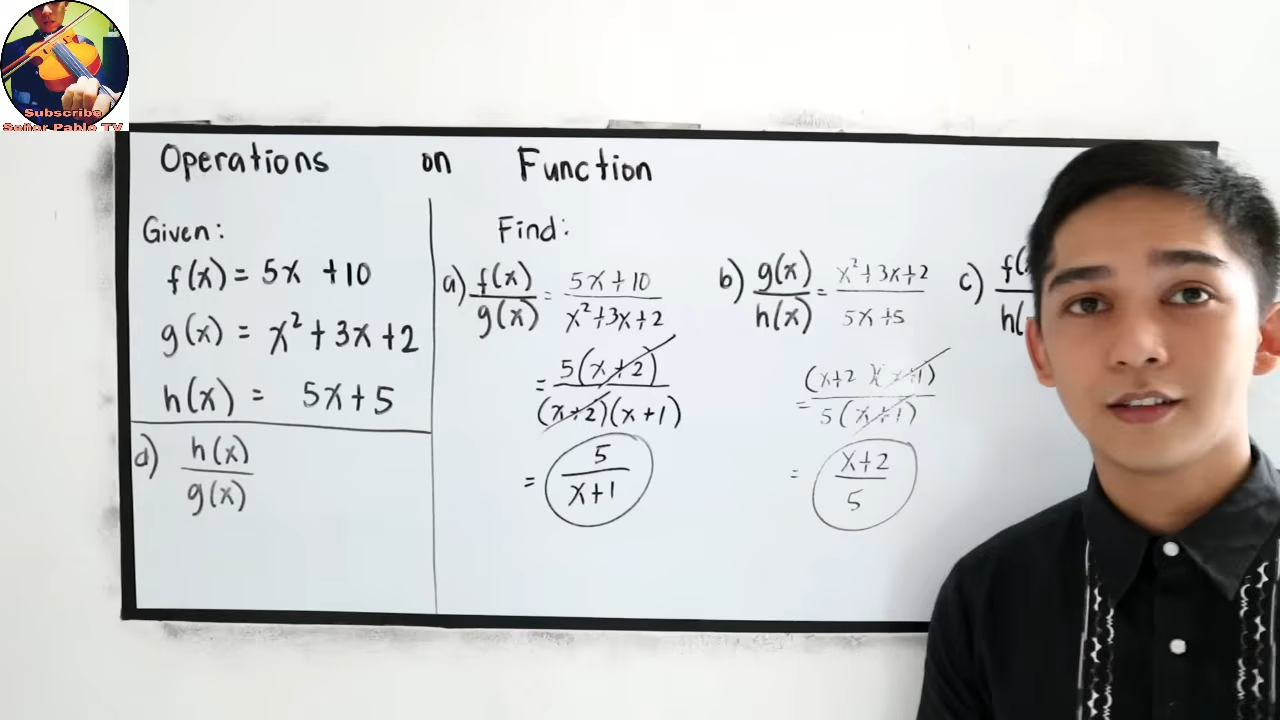 Subscribe
Señor Pablo TV
Operations on Function
Given:
f(x) = 5x + 10
g(x) = x² + 3x + 2
h(x) = 5x + 5
d) h(x)/g(x)
Find:
a) f(x)/g(x) = 5x + 10/x² + 3x + 2
= 5(x+2)/(x+2)(x+1)
= 5/x+1
b) g(x)/h(x) = x² + 3x + 2/5x + 5
= (x+2)(x+1)/5(x+1)
= x+2/5
c) f(
h(